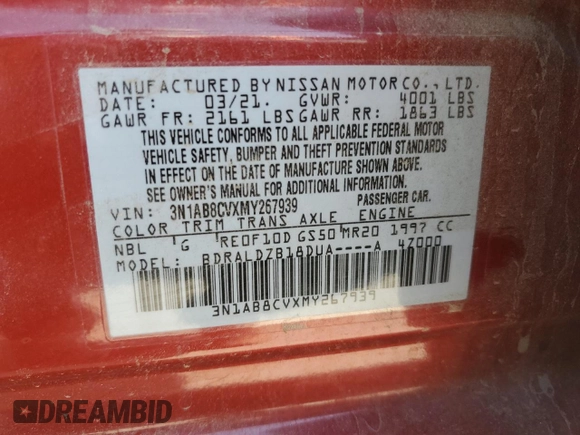 MANUFACTURED BY NISSAN MOTOR CO., LTD.
DATE: 03/21. GVWR: 4001 LBS
GAWR FR: 2161 LBS GAWR RR: 1863 LBS
THIS VEHICLE CONFORMS TO ALL APPLICABLE FEDERAL MOTOR
VEHICLE SAFETY, BUMPER AND THEFT PREVENTION STANDARDS
IN EFFECT ON THE DATE OF MANUFACTURE SHOWN ABOVE.
SEE OWNER'S MANUAL FOR ADDITIONAL INFORMATION.
VIN: 3N1AB8CVXMY267939 PASSENGER CAR.
COLOR TRIM TRANS AXLE ENGINE
NBL G RE0F10D GS50 MR20 1997 CC
MODEL: BDRALDZB18DUA----A 4Z000
3N1AB8CVXMY267939
DREAMBID